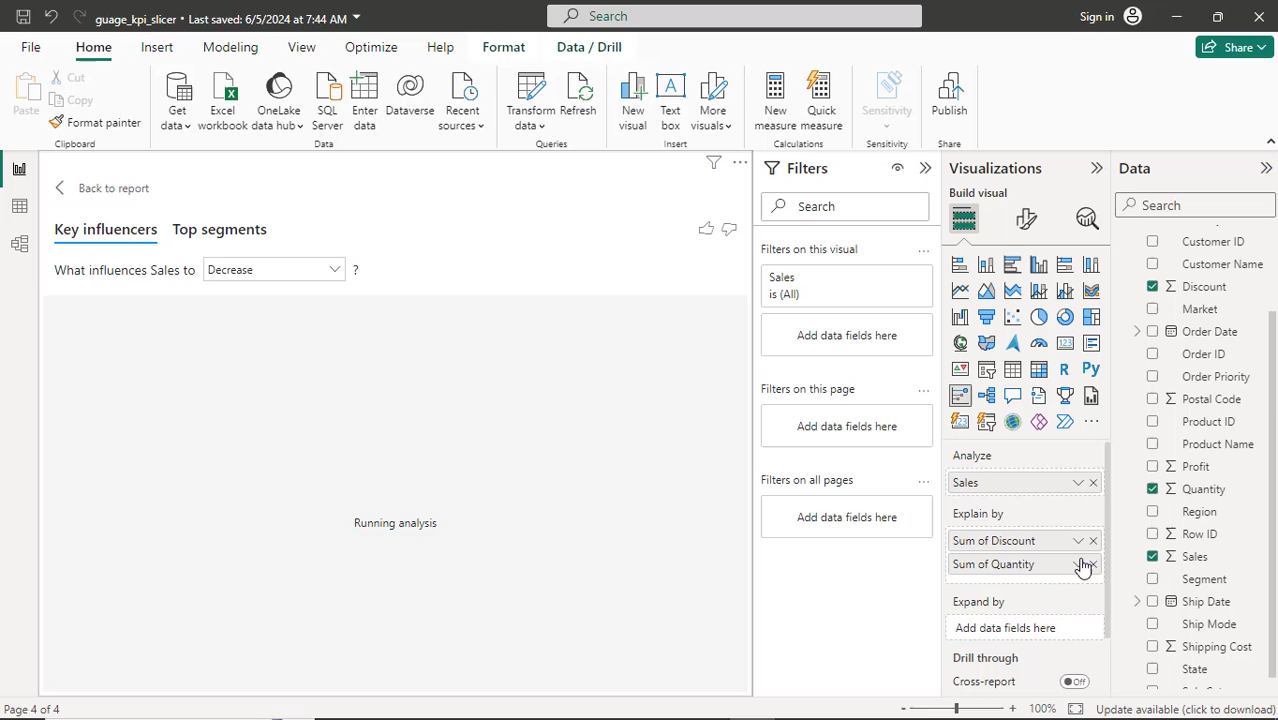 guage_kpi_slicer • Last saved: 6/5/2024 at 7:44 AM
Search
Sign in
File
Home
Insert
Modeling
View
Optimize
Help
Format
Data / Drill
Share
Paste
Cut
Copy
Format painter
Clipboard
Get data
Excel workbook
OneLake data hub
SQL Server
Enter data
Dataverse
Recent sources
Data
Transform data
Refresh
Queries
New visual
A
Text box
More visuals
Insert
New measure
Quick measure
Calculations
Sensitivity
Sensitivity
Publish
Share
Back to report
Key influencers
Top segments
What influences Sales to
Decrease
?
Running analysis
Filters
Search
Filters on this visual
Sales
is (All)
Add data fields here
Filters on this page
Add data fields here
Filters on all pages
Add data fields here
Visualizations
Build visual
123
R
Py
123
Analyze
Sales
Explain by
Sum of Discount
Sum of Quantity
Expand by
Add data fields here
Drill through
Cross-report
Off
Data
Search
Customer ID
Customer Name
Discount
Market
Order Date
Order ID
Order Priority
Postal Code
Product ID
Product Name
Profit
Quantity
Region
Row ID
Sales
Segment
Ship Date
Ship Mode
Shipping Cost
State
Page 4 of 4
- + 100%
Update available (click to download)